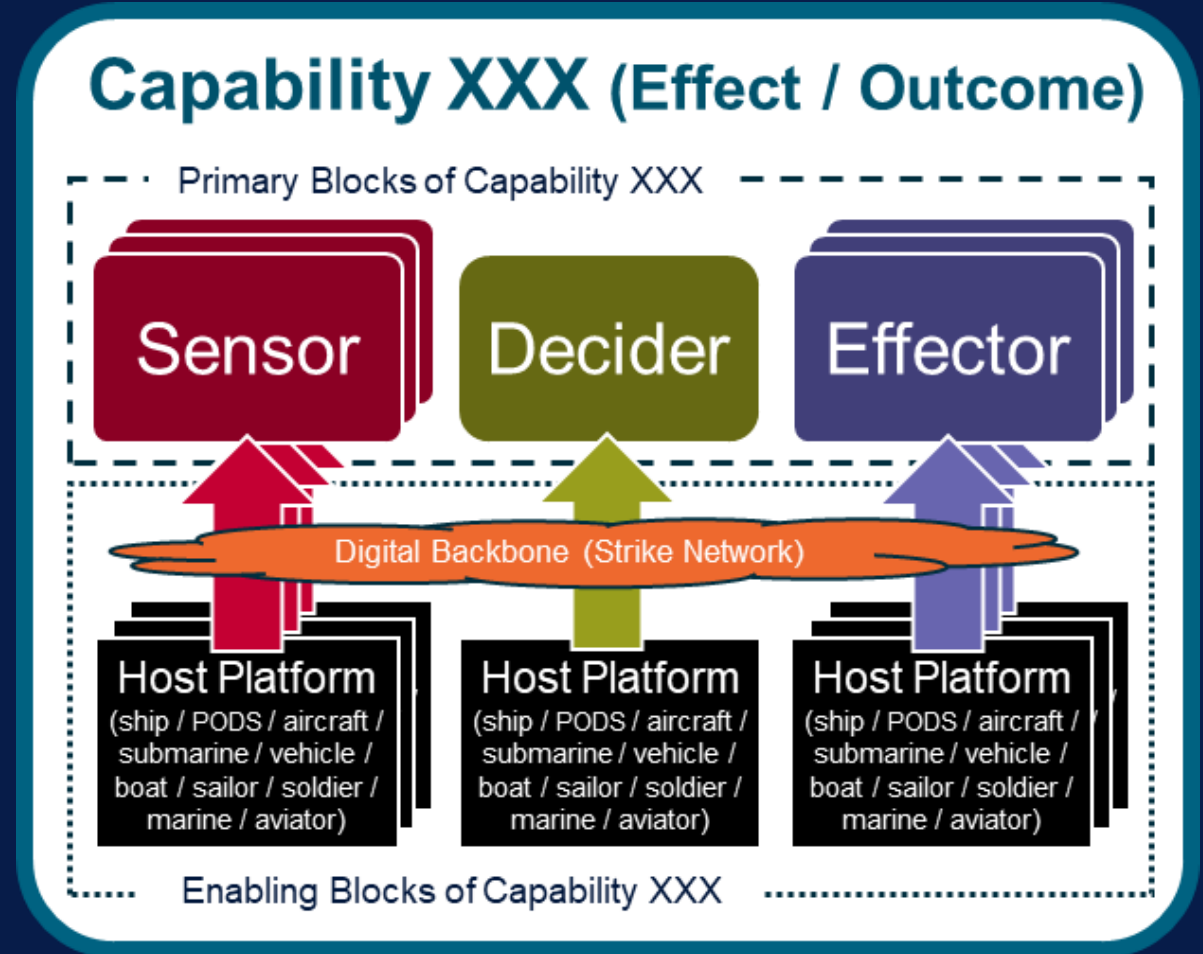 Capability XXX (Effect / Outcome)
Primary Blocks of Capability XXX
Sensor
Decider
Effector
Digital Backbone (Strike Network)
Host Platform
(ship / PODS / aircraft /
submarine / vehicle /
boat / sailor / soldier /
marine / aviator)
Host Platform
(ship / PODS / aircraft /
submarine / vehicle /
boat / sailor / soldier /
marine / aviator)
Host Platform
(ship / PODS / aircraft /
submarine / vehicle /
boat / sailor / soldier /
marine / aviator)
Enabling Blocks of Capability XXX